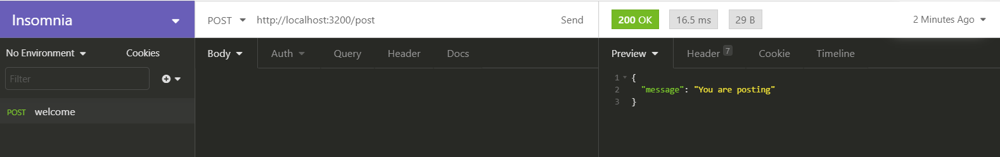 Insomnia
POST http://localhost:3200/post Send
200 OK 16.5 ms 29 B 2 Minutes Ago
No Environment Cookies
Body Auth Query Header Docs
Preview Header 7 Cookie Timeline
Filter
1 {
2 "message": "You are posting"
3 }
POST welcome